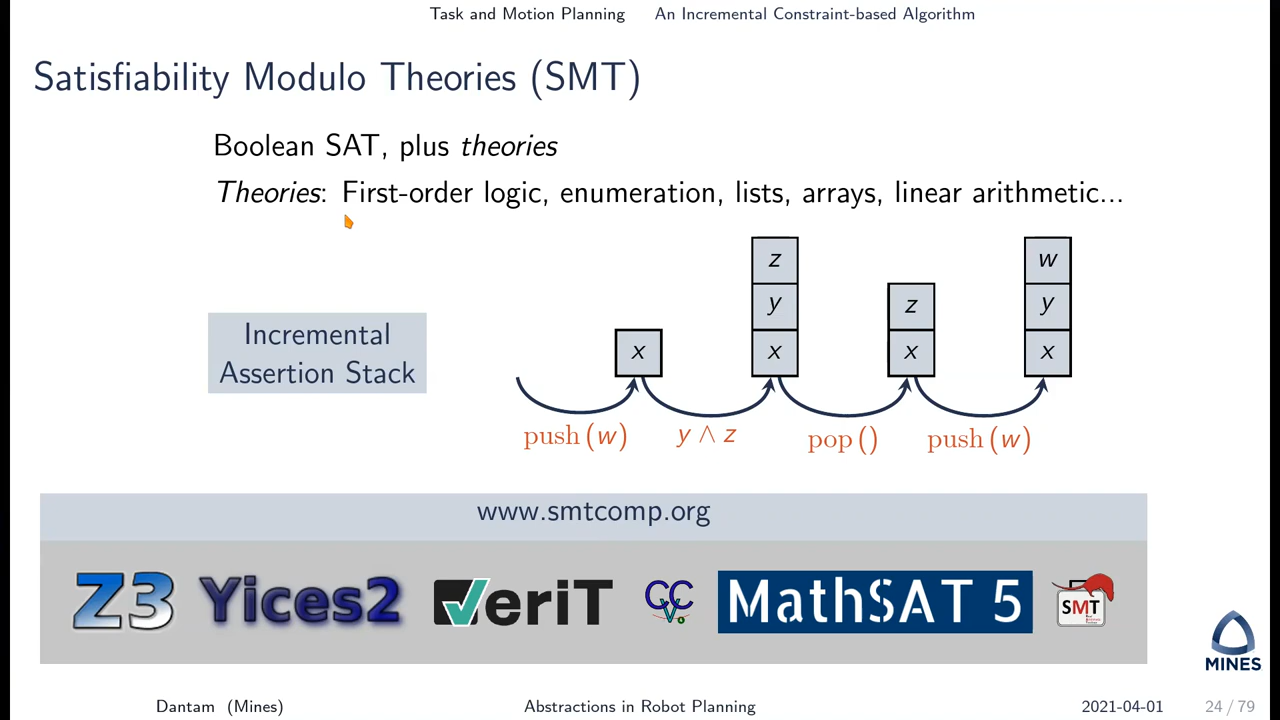 Task and Motion Planning An Incremental Constraint-based Algorithm
Satisfiability Modulo Theories (SMT)
Boolean SAT, plus theories
Theories: First-order logic, enumeration, lists, arrays, linear arithmetic...
z w
y z y
x x x x
Incremental
Assertion Stack
push (w) y ∧ z pop () push (w)
www.smtcomp.org
Z3 Yices2 veriT CVC MathSAT 5 SMT
MINES
Dantam (Mines) Abstractions in Robot Planning 2021-04-01 24 / 79